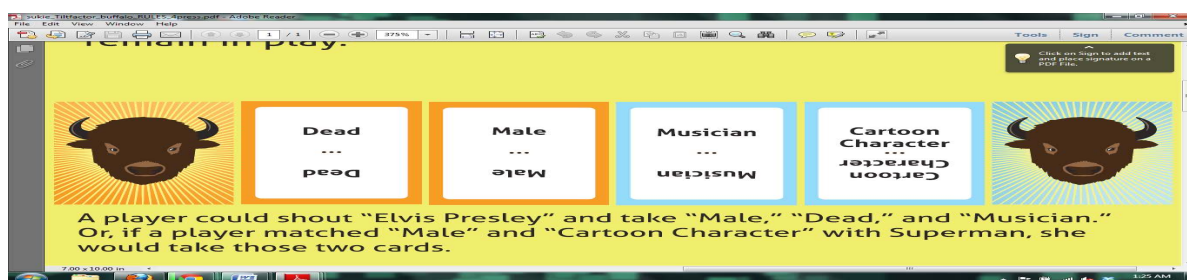 sukie_Tiltfactor_buffalo_RULES_4press.pdf - Adobe Reader
File Edit View Window Help
1 / 1 375% Tools Sign Comment
remain in play.
Click on Sign to add text
and place signature on a
PDF File.
Dead
...
Dead
Male
...
Male
Musician
...
Musician
Cartoon
Character
...
Cartoon
Character
A player could shout “Elvis Presley” and take “Male,” “Dead,” and “Musician.”
Or, if a player matched “Male” and “Cartoon Character” with Superman, she
would take those two cards.
7.00 x 10.00 in
1:25 AM